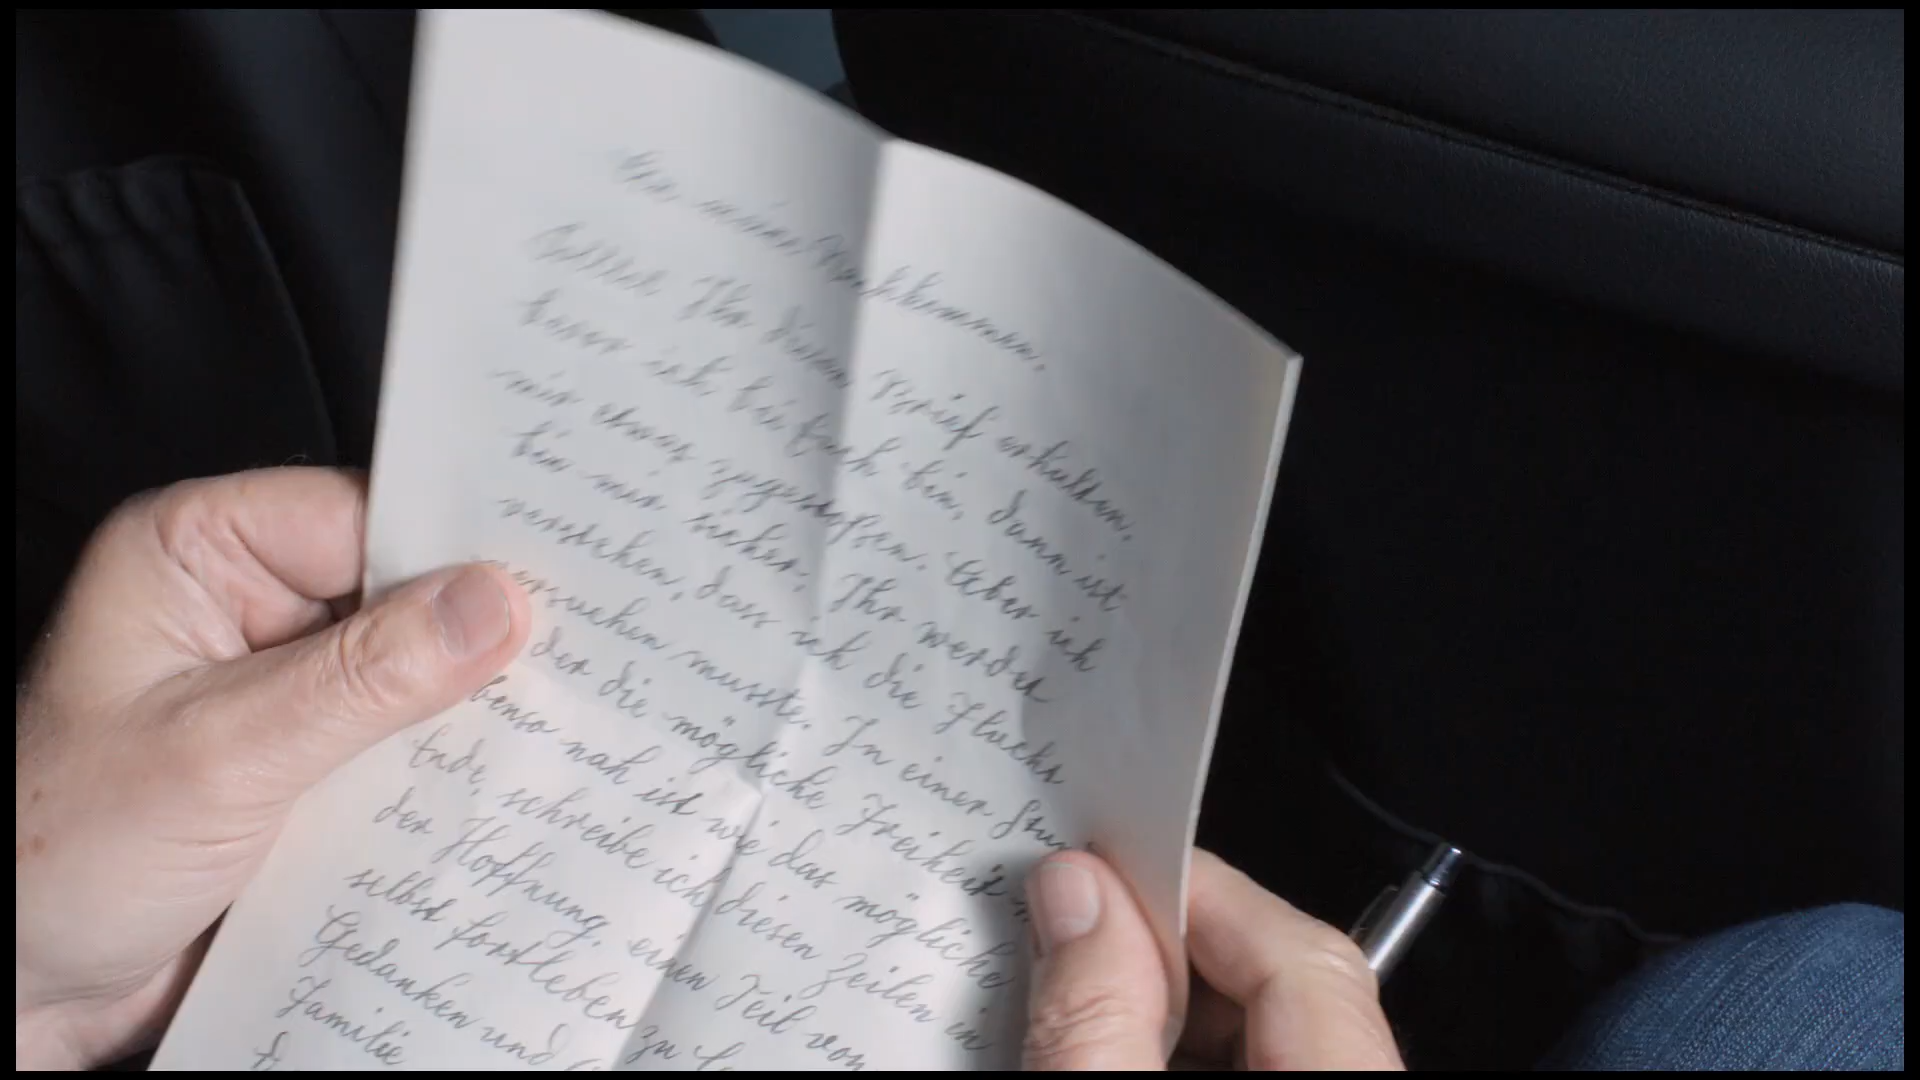 An meine Nachkommen,
Solltet Ihr diesen Brief erhalten,
bevor ich bei Euch bin, dann ist
mir etwas zugestoßen. Aber ich
bin mir sicher, Ihr werdet
verstehen, dass ich die Flucht
versuchen musste. In einer
der die mögliche Freiheit
ebenso nah ist wie das mögliche
Ende, schreibe ich diesen Zeilen in
der Hoffnung, einen Teil von
selbst fortleben zu
Gedanken und
Familie